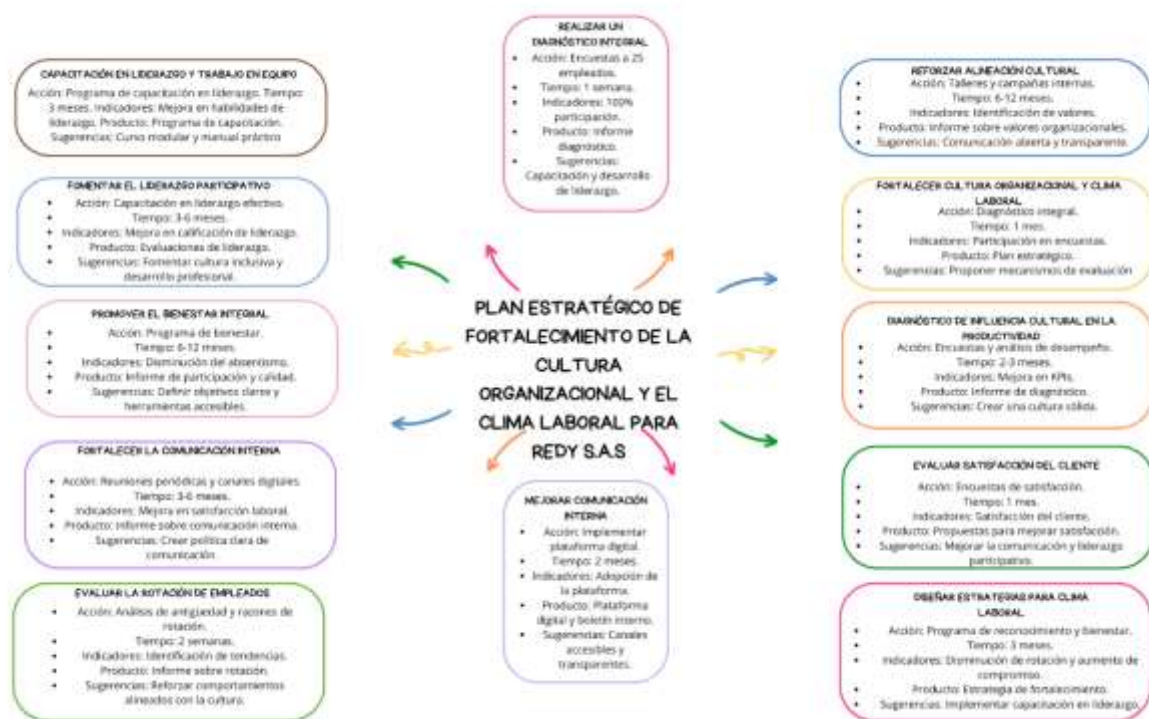 REALIZAR UN
DIAGNÓSTICO INTEGRAL
• Acción: Encuestas a 25
empleados.
• Tiempo: 1 semana.
• Indicadores: 100%
participación.
• Producto: Informe
diagnóstico.
• Sugerencias:
Capacitación y desarrollo
de liderazgo.
CAPACITACIÓN EN LIDERAZGO Y TRABAJO EN EQUIPO
Acción: Programa de capacitación en liderazgo. Tiempo:
3 meses. Indicadores: Mejora en habilidades de
liderazgo. Producto: Programa de capacitación.
Sugerencias: Curso modular y manual práctico
FOMENTAR EL LIDERAZGO PARTICIPATIVO
• Acción: Capacitación en liderazgo efectivo.
• Tiempo: 3-6 meses.
• Indicadores: Mejora en calificación de liderazgo.
• Producto: Evaluaciones de liderazgo.
• Sugerencias: Fomentar cultura inclusiva y
desarrollo profesional.
PROMOVER EL BIENESTAR INTEGRAL
• Acción: Programa de bienestar.
• Tiempo: 6-12 meses.
• Indicadores: Disminución del absentismo.
• Producto: Informe de participación y calidad.
• Sugerencias: Definir objetivos claros y
herramientas accesibles.
FORTALECER LA COMUNICACIÓN INTERNA
• Acción: Reuniones periódicas y canales digitales.
• Tiempo: 3-6 meses.
• Indicadores: Mejora en satisfacción laboral.
• Producto: Informe sobre comunicación interna.
• Sugerencias: Crear política clara de
comunicación
EVALUAR LA ROTACIÓN DE EMPLEADOS
• Acción: Análisis de antigüedad y razones de
rotación.
• Tiempo: 2 semanas.
• Indicadores: Identificación de tendencias.
• Producto: Informe sobre rotación.
• Sugerencias: Reforzar comportamientos
alineados con la cultura.
PLAN ESTRATÉGICO DE
FORTALECIMIENTO DE LA
CULTURA
ORGANIZACIONAL Y EL
CLIMA LABORAL PARA
REDY S.A.S
MEJORAR COMUNICACIÓN
INTERNA
• Acción: Implementar
plataforma digital.
• Tiempo: 2 meses.
• Indicadores: Adopción de
la plataforma.
• Producto: Plataforma
digital y boletín interno.
• Sugerencias: Canales
accesibles y
transparentes.
REFORZAR ALINEACIÓN CULTURAL
• Acción: Talleres y campañas internas.
• Tiempo: 6-12 meses.
• Indicadores: Identificación de valores.
• Producto: Informe sobre valores organizacionales.
• Sugerencias: Comunicación abierta y transparente.
FORTALECER CULTURA ORGANIZACIONAL Y CLIMA
LABORAL
• Acción: Diagnóstico integral.
• Tiempo: 1 mes.
• Indicadores: Participación en encuestas.
• Producto: Plan estratégico.
• Sugerencias: Proponer mecanismos de evaluación
DIAGNÓSTICO DE INFLUENCIA CULTURAL EN LA
PRODUCTIVIDAD
• Acción: Encuestas y análisis de desempeño.
• Tiempo: 2-3 meses.
• Indicadores: Mejora en KPIs.
• Producto: Informe de diagnóstico.
• Sugerencias: Crear una cultura sólida.
EVALUAR SATISFACCIÓN DEL CLIENTE
• Acción: Encuestas de satisfacción.
• Tiempo: 1 mes.
• Indicadores: Satisfacción del cliente.
• Producto: Propuestas para mejorar satisfacción.
• Sugerencias: Mejorar la comunicación y liderazgo
participativo.
DISEÑAR ESTRATEGIAS PARA CLIMA
LABORAL
• Acción: Programa de reconocimiento y bienestar.
• Tiempo: 3 meses.
• Indicadores: Disminución de rotación y aumento de
compromiso.
• Producto: Estrategia de fortalecimiento.
• Sugerencias: Implementar capacitación en liderazgo.